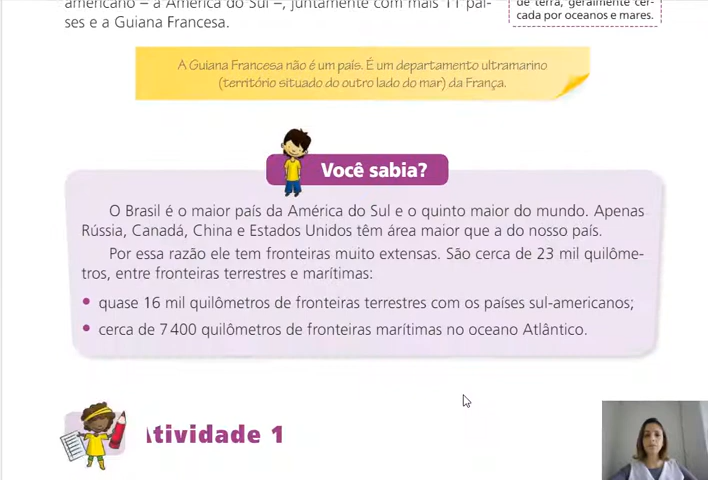 americano – a América do Sul –, juntamente com mais 11 paí-
ses e a Guiana Francesa.
de terra, geralmente cer-
cada por oceanos e mares.
A Guiana Francesa não é um país. É um departamento ultramarino
(território situado do outro lado do mar) da França.
Você sabia?
O Brasil é o maior país da América do Sul e o quinto maior do mundo. Apenas
Rússia, Canadá, China e Estados Unidos têm área maior que a do nosso país.
Por essa razão ele tem fronteiras muito extensas. São cerca de 23 mil quilôme-
tros, entre fronteiras terrestres e marítimas:
• quase 16 mil quilômetros de fronteiras terrestres com os países sul-americanos;
• cerca de 7 400 quilômetros de fronteiras marítimas no oceano Atlântico.
Atividade 1